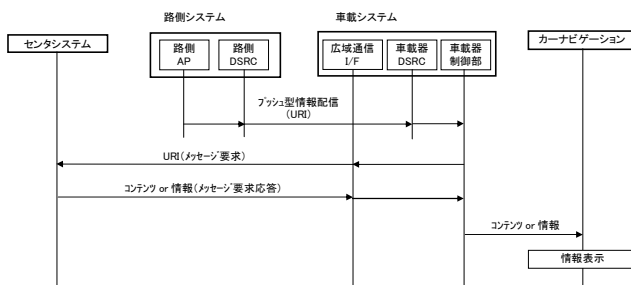 路側システム
車載システム
センタシステム
路側
AP
路側
DSRC
広域通信
I/F
車載器
DSRC
車載器
制御部
カーナビゲーション
プッシュ型情報配信
(URI)
URI(メッセージ要求)
コンテンツ or 情報(メッセージ要求応答)
コンテンツ or 情報
情報表示